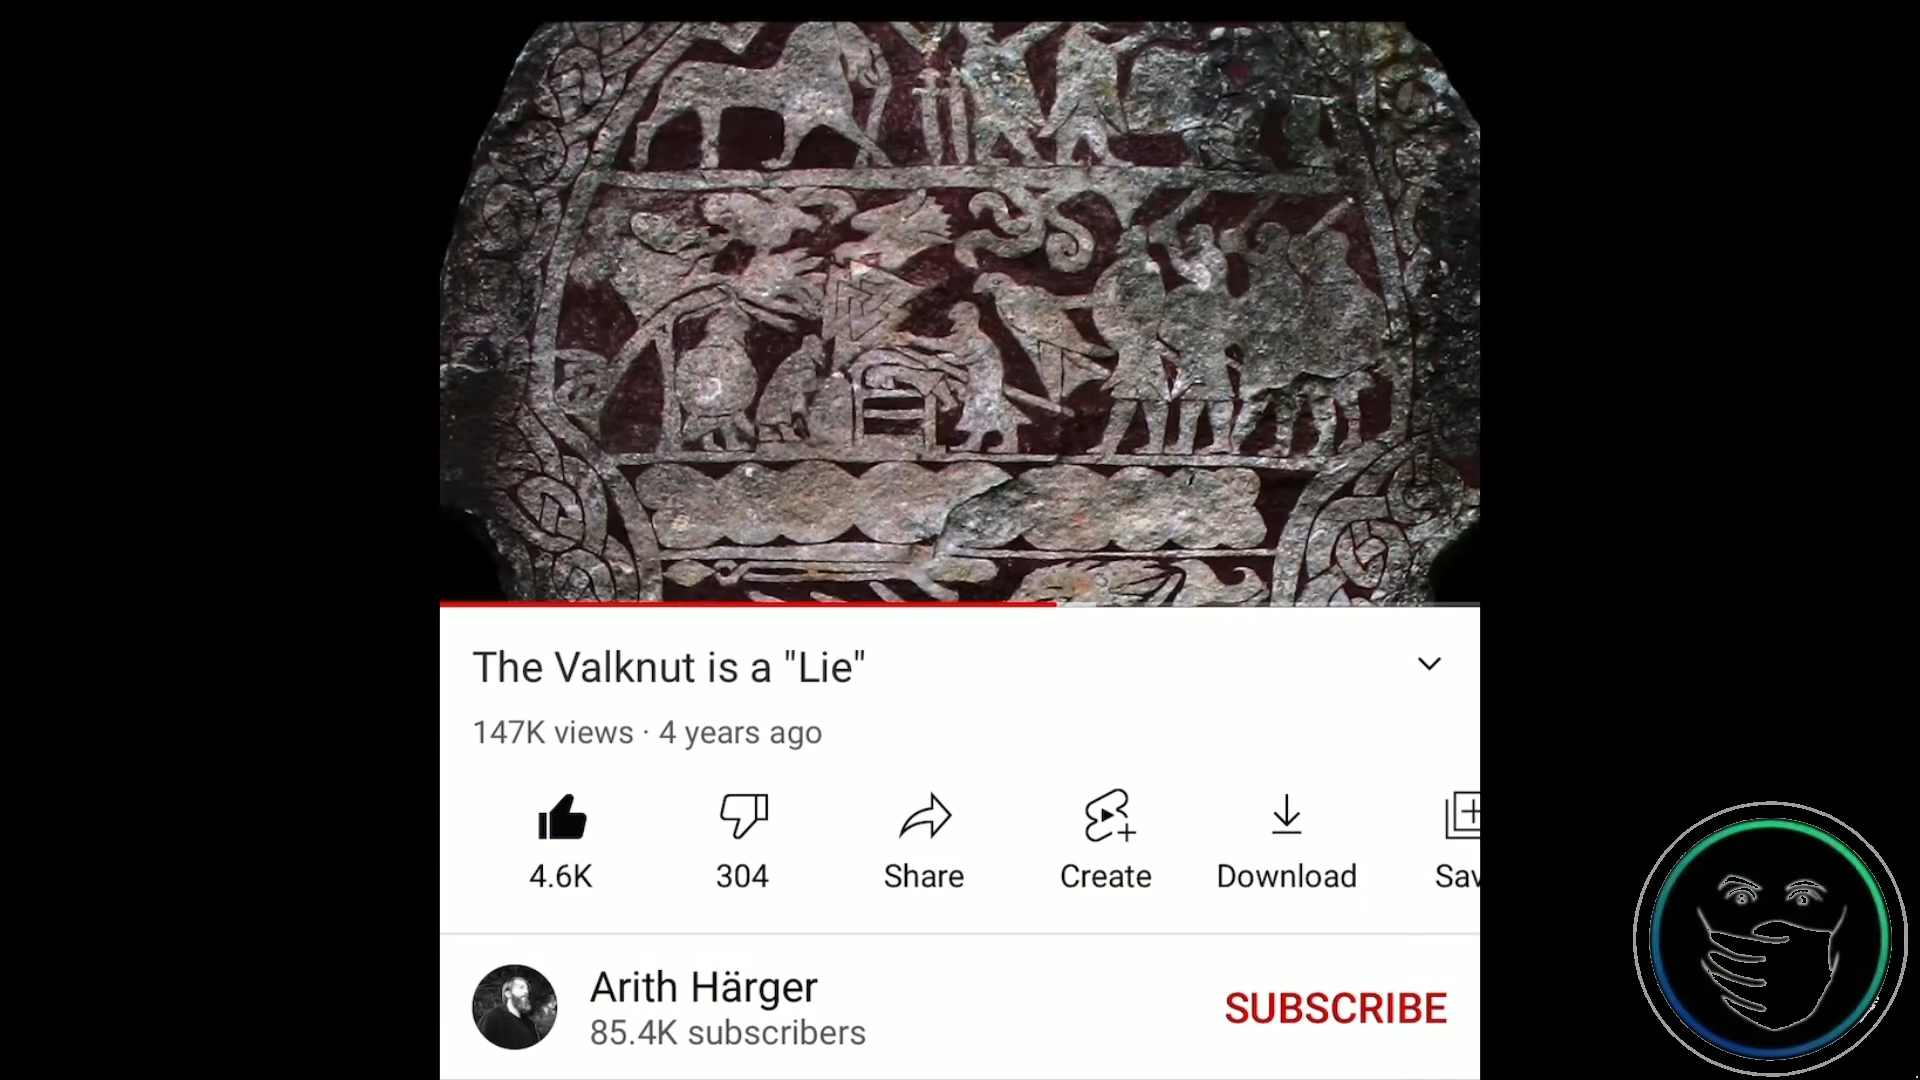 The Valknut is a "Lie"
147K views · 4 years ago
4.6K
304
Share
Create
Download
Sav
Arith Härger
85.4K subscribers
SUBSCRIBE